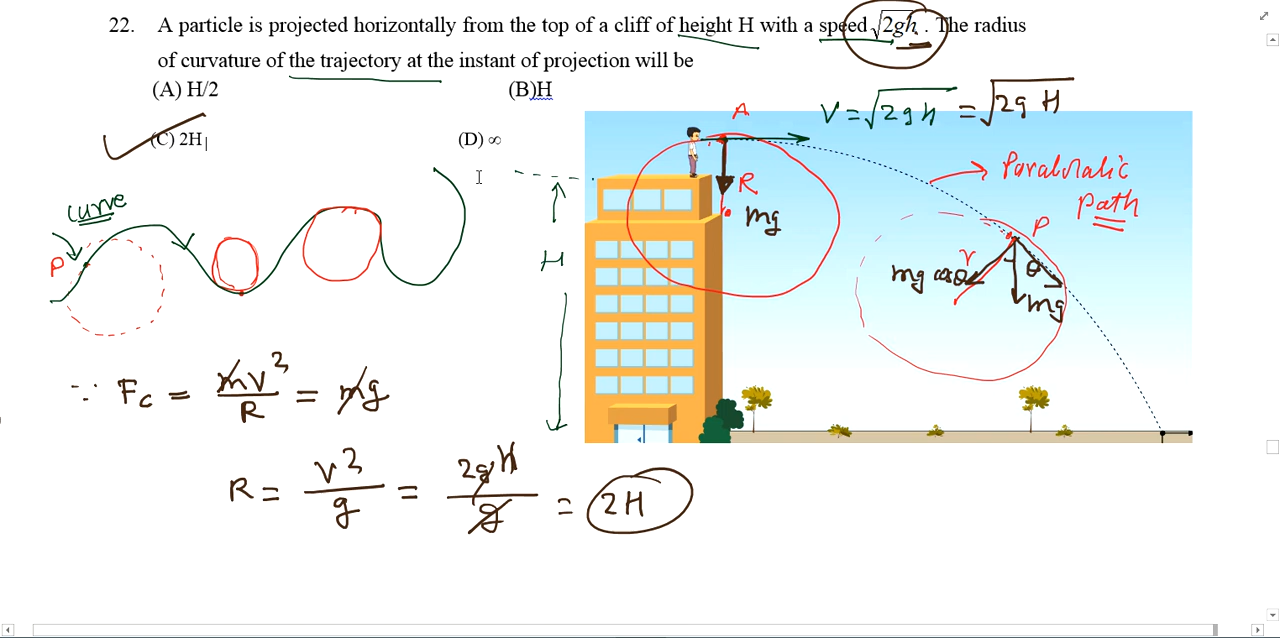 22. A particle is projected horizontally from the top of a cliff of height H with a speed √2gh . The radius
of curvature of the trajectory at the instant of projection will be
(A) H/2 (B)H
(C) 2H (D) ∞
A V = √2gh = √2g H
R
mg
Parabolalic
Path
curve
P
H
P
r
mg cosθ
θ
mg
∵ Fc = mv²/R = mg
R = v²/g = 2gH/g = 2H